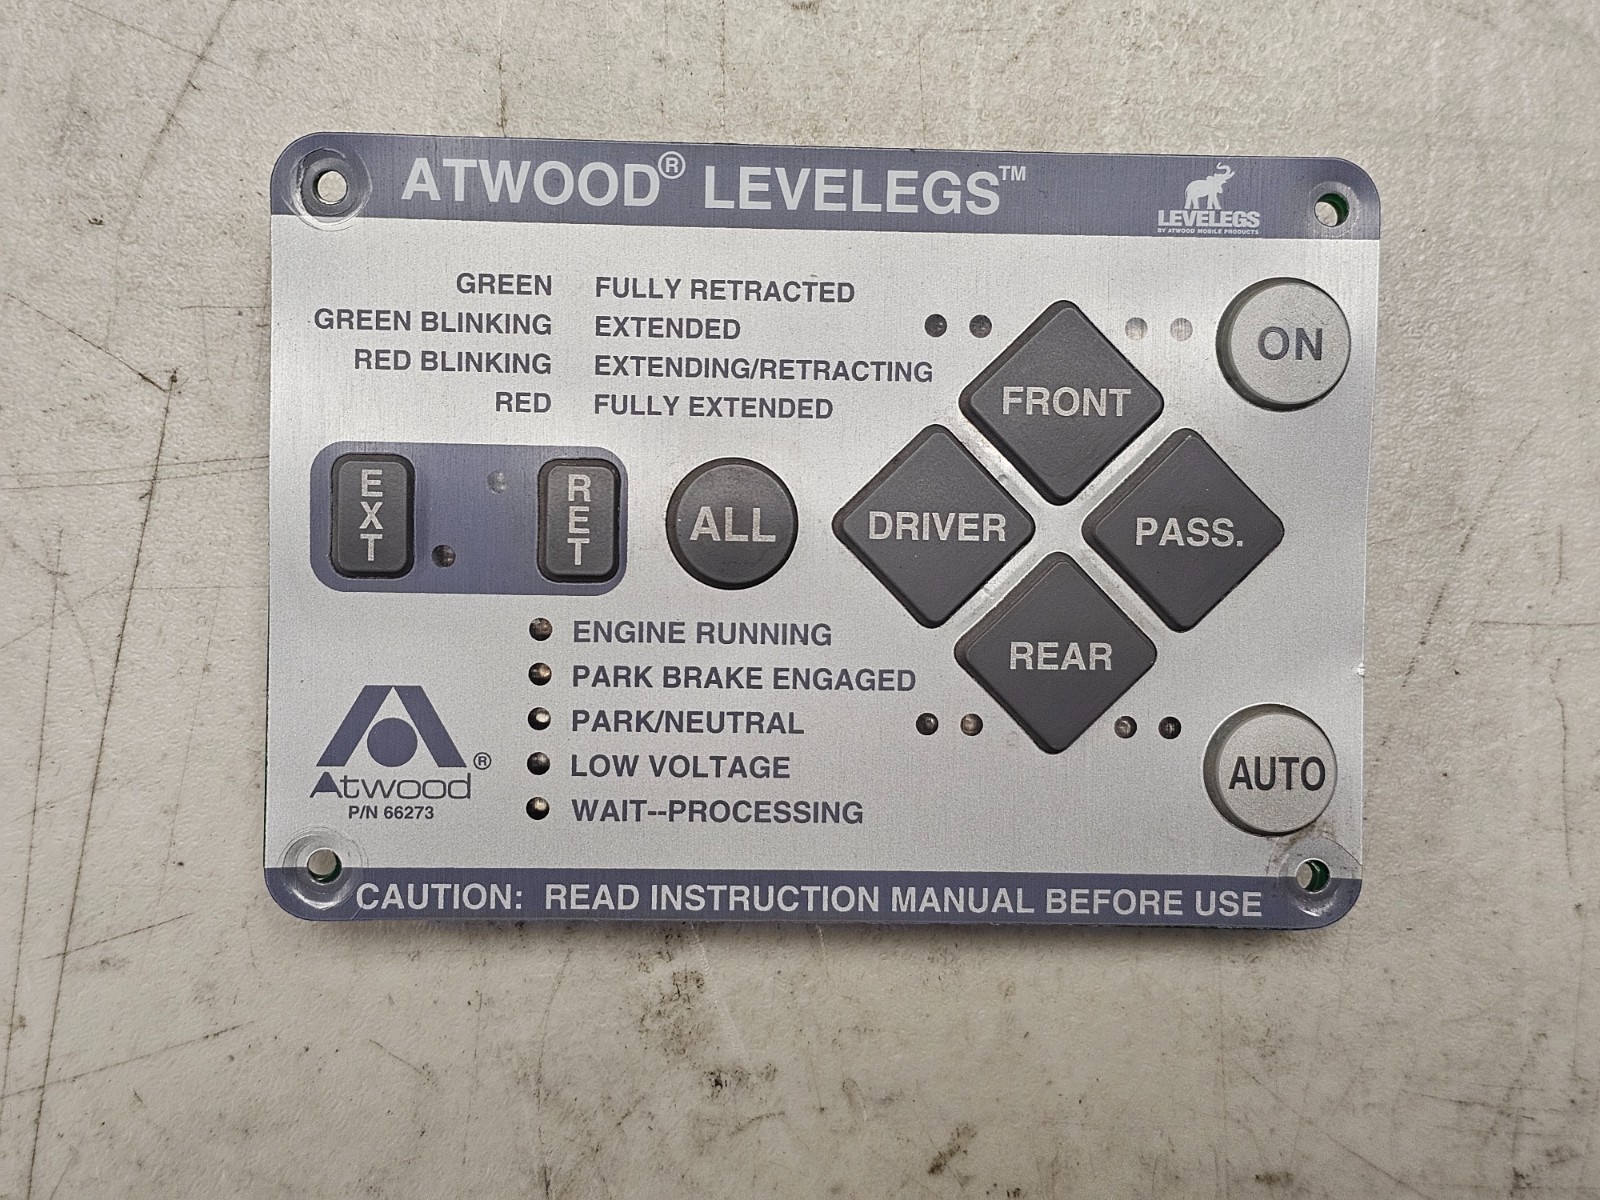 ATWOOD® LEVELEGS™
LEVELEGS
BY ATWOOD MOBILE PRODUCTS
GREEN FULLY RETRACTED
GREEN BLINKING EXTENDED
RED BLINKING EXTENDING/RETRACTING
RED FULLY EXTENDED
ON
FRONT
EXT
RET
ALL
DRIVER
PASS.
REAR
ENGINE RUNNING
PARK BRAKE ENGAGED
PARK/NEUTRAL
LOW VOLTAGE
WAIT--PROCESSING
AUTO
Atwood®
P/N 66273
CAUTION: READ INSTRUCTION MANUAL BEFORE USE